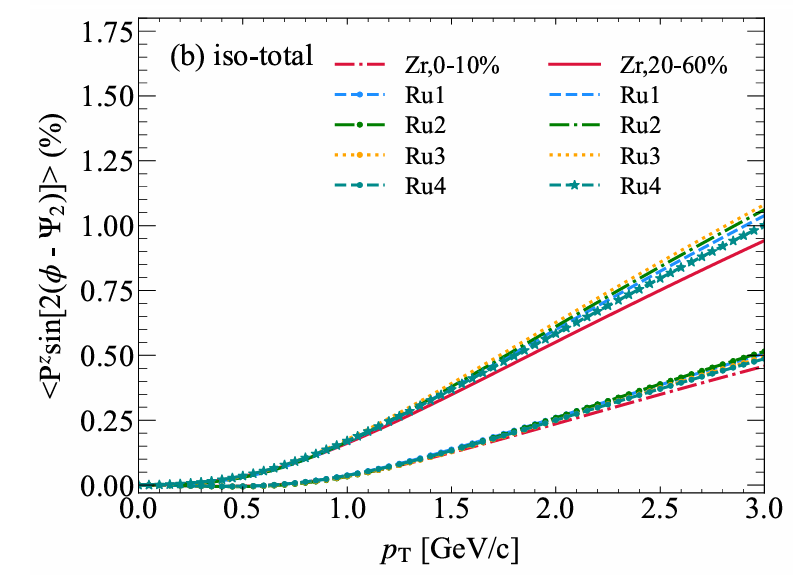 (b) iso-total
Zr,0-10%
Ru1
Ru2
Ru3
Ru4
Zr,20-60%
Ru1
Ru2
Ru3
Ru4
<P^z sin[2(ϕ - Ψ₂)]> (%)
1.75
1.50
1.25
1.00
0.75
0.50
0.25
0.00
0.0 0.5 1.0 1.5 2.0 2.5 3.0
p_T [GeV/c]